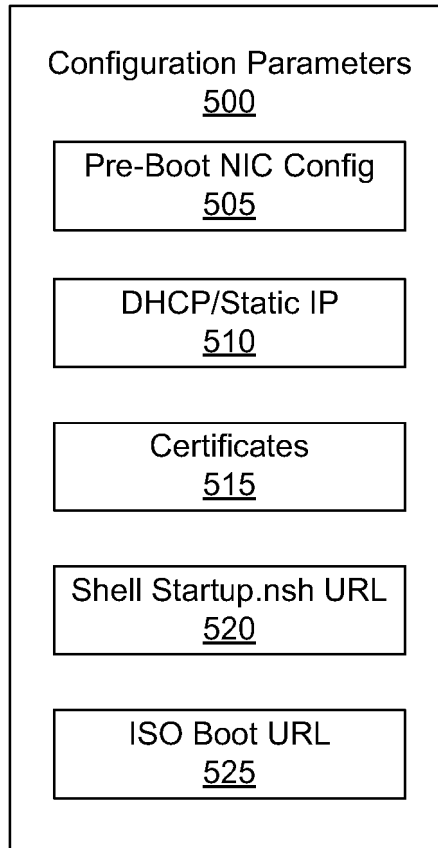 Configuration Parameters
500
Pre-Boot NIC Config
505
DHCP/Static IP
510
Certificates
515
Shell Startup.nsh URL
520
ISO Boot URL
525